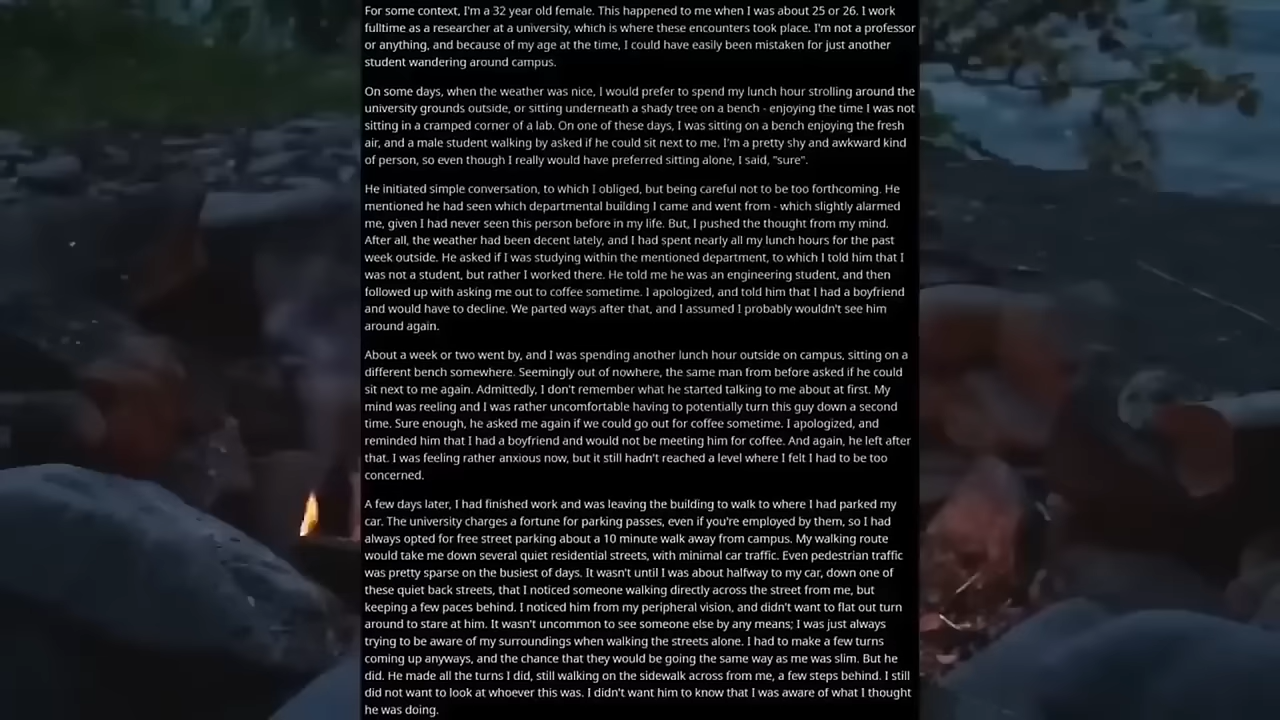 For some context, I'm a 32 year old female. This happened to me when I was about 25 or 26. I work
fulltime as a researcher at a university, which is where these encounters took place. I'm not a professor
or anything, and because of my age at the time, I could have easily been mistaken for just another
student wandering around campus.
On some days, when the weather was nice, I would prefer to spend my lunch hour strolling around the
university grounds outside, or sitting underneath a shady tree on a bench - enjoying the time I was not
sitting in a cramped corner of a lab. On one of these days, I was sitting on a bench enjoying the fresh
air, and a male student walking by asked if he could sit next to me. I'm a pretty shy and awkward kind
of person, so even though I really would have preferred sitting alone, I said, "sure".
He initiated simple conversation, to which I obliged, but being careful not to be too forthcoming. He
mentioned he had seen which departmental building I came and went from - which slightly alarmed
me, given I had never seen this person before in my life. But, I pushed the thought from my mind.
After all, the weather had been decent lately, and I had spent nearly all my lunch hours for the past
week outside. He asked if I was studying within the mentioned department, to which I told him that I
was not a student, but rather I worked there. He told me he was an engineering student, and then
followed up with asking me out to coffee sometime. I apologized, and told him that I had a boyfriend
and would have to decline. We parted ways after that, and I assumed I probably wouldn't see him
around again.
About a week or two went by, and I was spending another lunch hour outside on campus, sitting on a
different bench somewhere. Seemingly out of nowhere, the same man from before asked if he could
sit next to me again. Admittedly, I don't remember what he started talking to me about at first. My
mind was reeling and I was rather uncomfortable having to potentially turn this guy down a second
time. Sure enough, he asked me again if we could go out for coffee sometime. I apologized, and
reminded him that I had a boyfriend and would not be meeting him for coffee. And again, he left after
that. I was feeling rather anxious now, but it still hadn't reached a level where I felt I had to be too
concerned.
A few days later, I had finished work and was leaving the building to walk to where I had parked my
car. The university charges a fortune for parking passes, even if you're employed by them, so I had
always opted for free street parking about a 10 minute walk away from campus. My walking route
would take me down several quiet residential streets, with minimal car traffic. Even pedestrian traffic
was pretty sparse on the busiest of days. It wasn't until I was about halfway to my car, down one of
these quiet back streets, that I noticed someone walking directly across the street from me, but
keeping a few paces behind. I noticed him from my peripheral vision, and didn't want to flat out turn
around to stare at him. It wasn't uncommon to see someone else by any means; I was just always
trying to be aware of my surroundings when walking the streets alone. I had to make a few turns
coming up anyways, and the chance that they would be going the same way as me was slim. But he
did. He made all the turns I did, still walking on the sidewalk across from me, a few steps behind. I still
did not want to look at whoever this was. I didn't want him to know that I was aware of what I thought
he was doing.